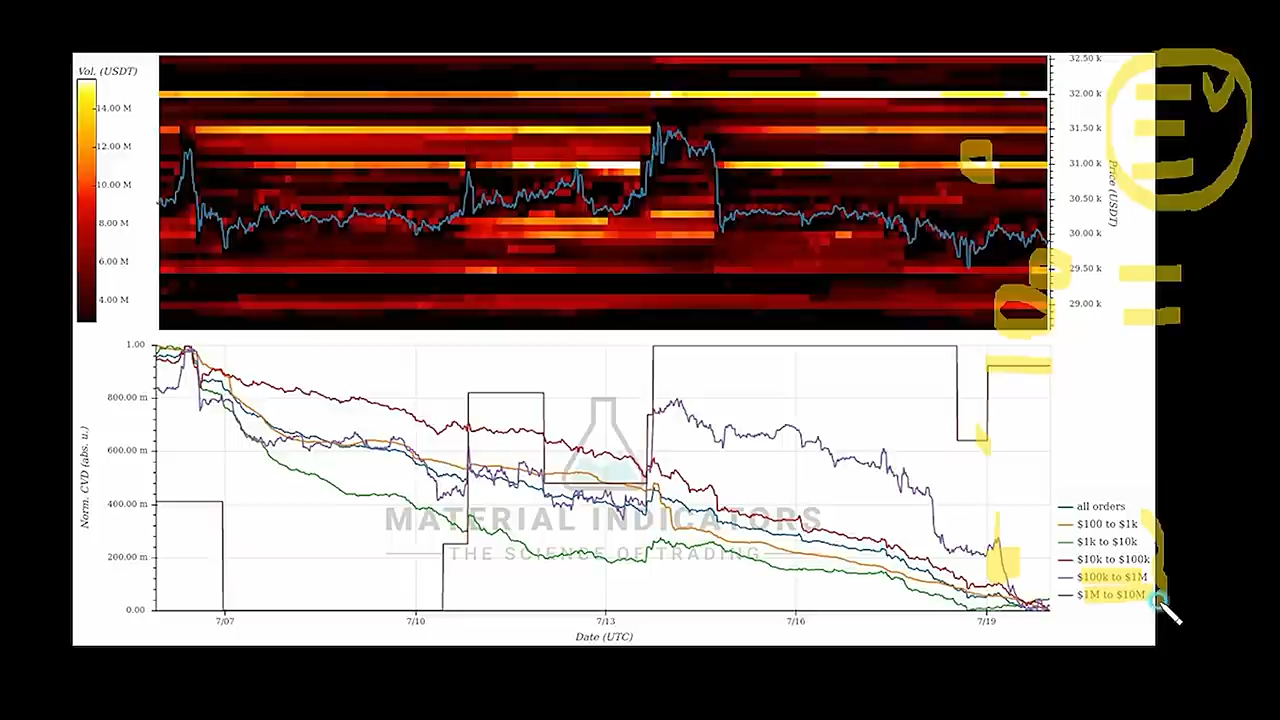 Vol. (USDT)
14.00 M
12.00 M
10.00 M
8.00 M
6.00 M
4.00 M
32.50 k
32.00 k
31.50 k
31.00 k
30.50 k
30.00 k
29.50 k
29.00 k
Price (USDT)
1.00
800.00 m
600.00 m
400.00 m
200.00 m
0.00
Norm. CVD (abs. u.)
MATERIAL INDICATORS
THE SCIENCE OF TRADING
all orders
$100 to $1k
$1k to $10k
$10k to $100k
$100k to $1M
$1M to $10M
7/07
7/10
7/13
7/16
7/19
Date (UTC)